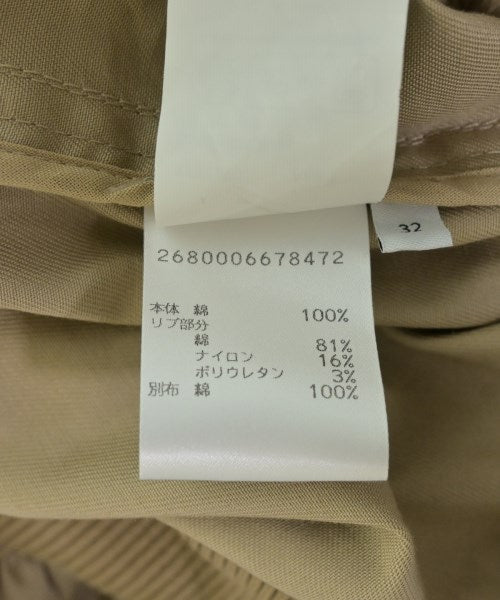 32
2680006678472
本体 綿 100%
リブ部分
綿 81%
ナイロン 16%
ポリウレタン 3%
別布 綿 100%